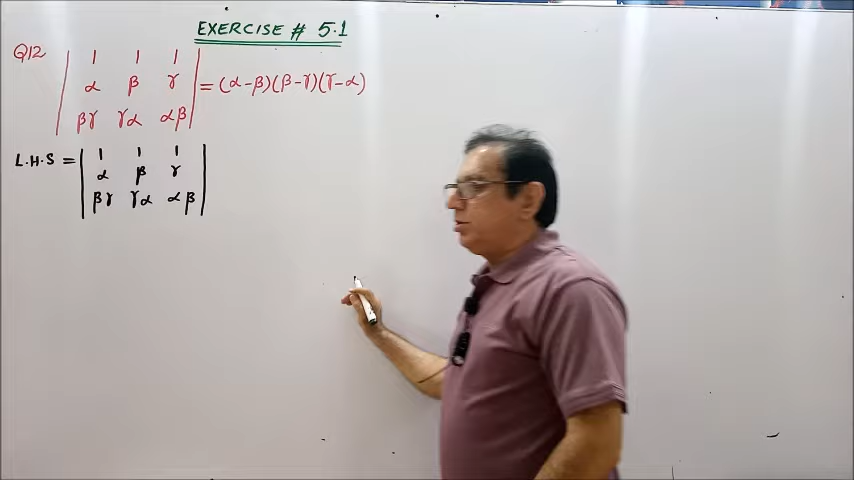 EXERCISE # 5.1
Q12
| 1 1 1 |
| α β γ | = (α-β)(β-γ)(γ-α)
| βγ γα αβ |
L.H.S = | 1 1 1 |
| α β γ |
| βγ γα αβ |